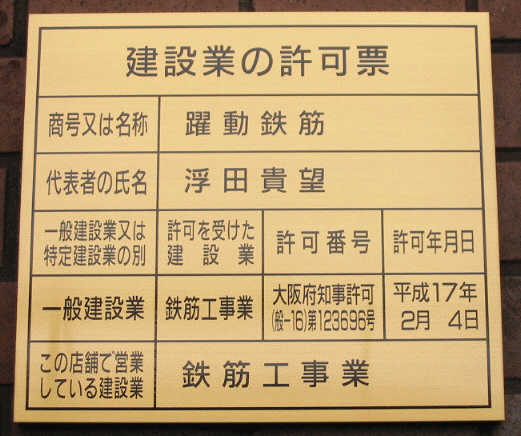 建設業の許可票
商号又は名称 躍動鉄筋
代表者の氏名 浮田貴望
一般建設業又は
特定建設業の別
許可を受けた
建設業
許可番号
許可年月日
一般建設業
鉄筋工事業
大阪府知事許可
(般-16)第123696号
平成17年
2月 4日
この店舗で営業
している建設業
鉄筋工事業